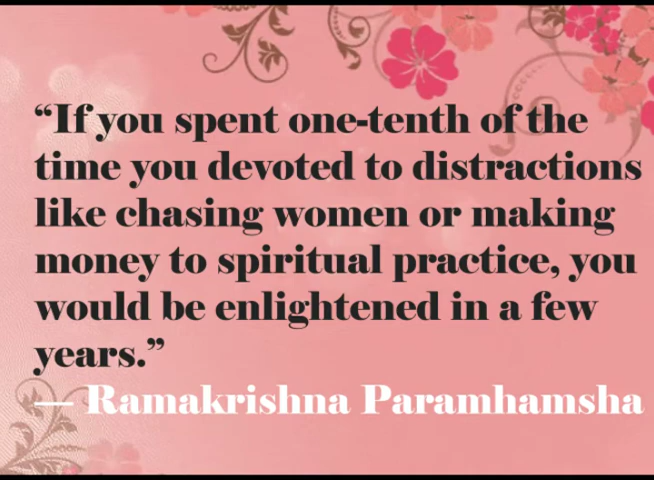 “If you spent one-tenth of the
time you devoted to distractions
like chasing women or making
money to spiritual practice, you
would be enlightened in a few
years.”
— Ramakrishna Paramhamsha